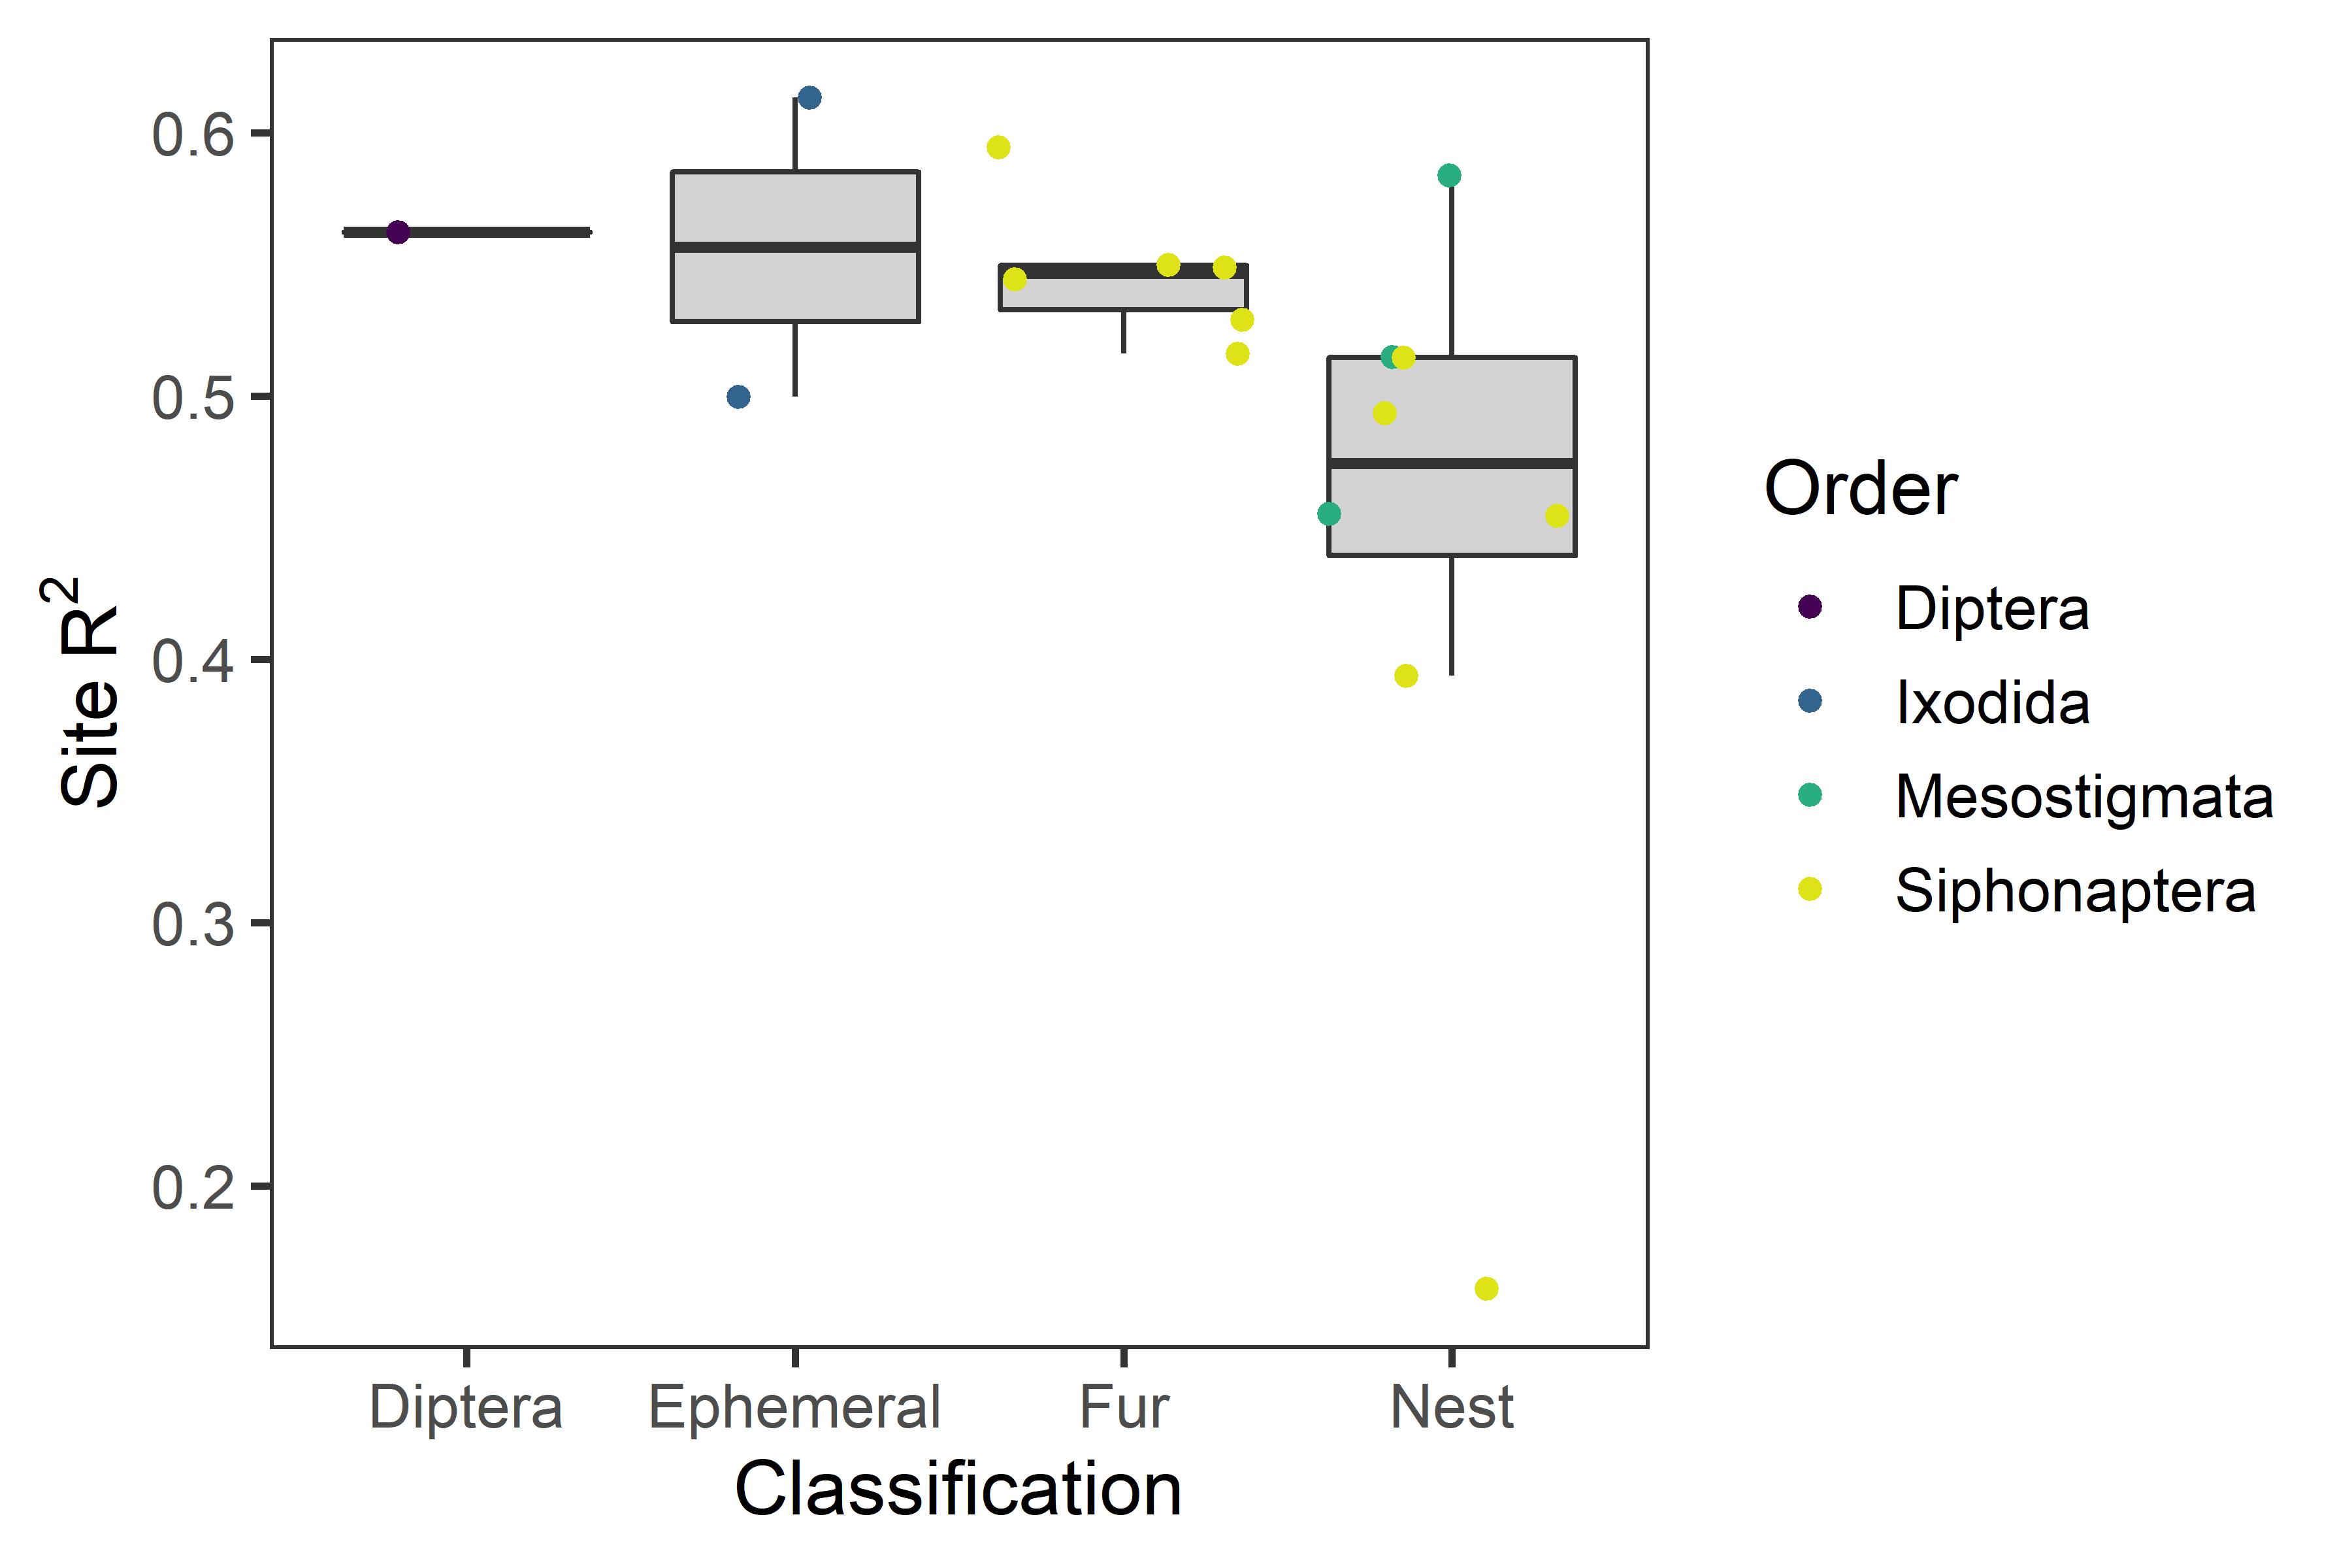 0.6
0.5
0.4
0.3
0.2
Site R²
Diptera Ephemeral Fur Nest
Classification
Order
Diptera
Ixodida
Mesostigmata
Siphonaptera